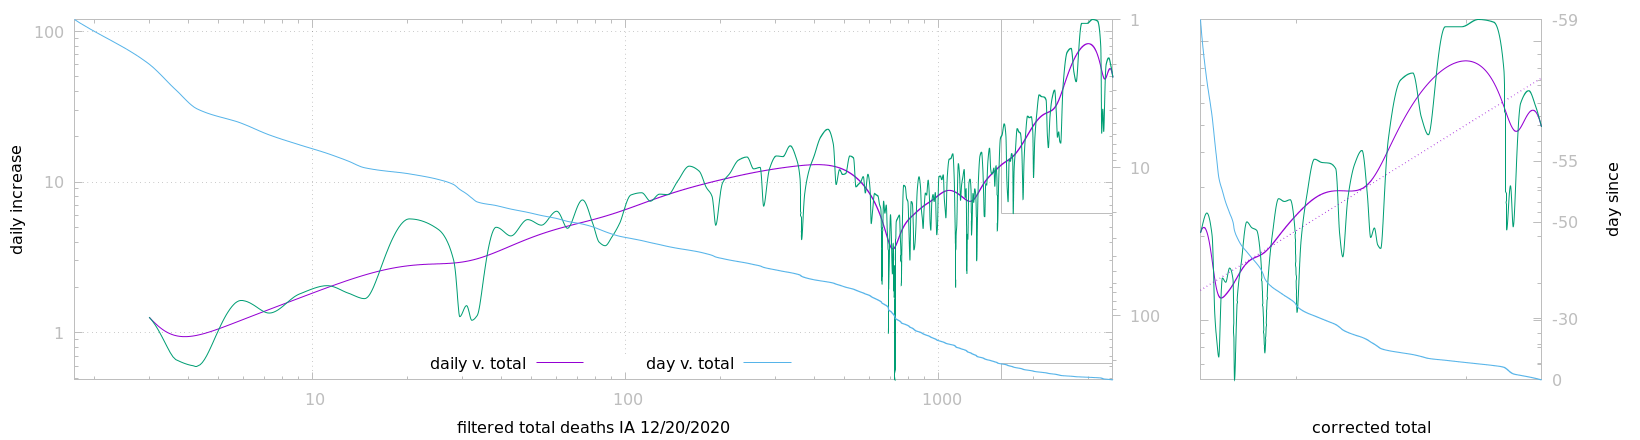 100
10
1
daily increase
10
100
1000
filtered total deaths IA 12/20/2020
daily v. total
day v. total
1
10
100
-59
-55
-50
-30
0
day since
corrected total